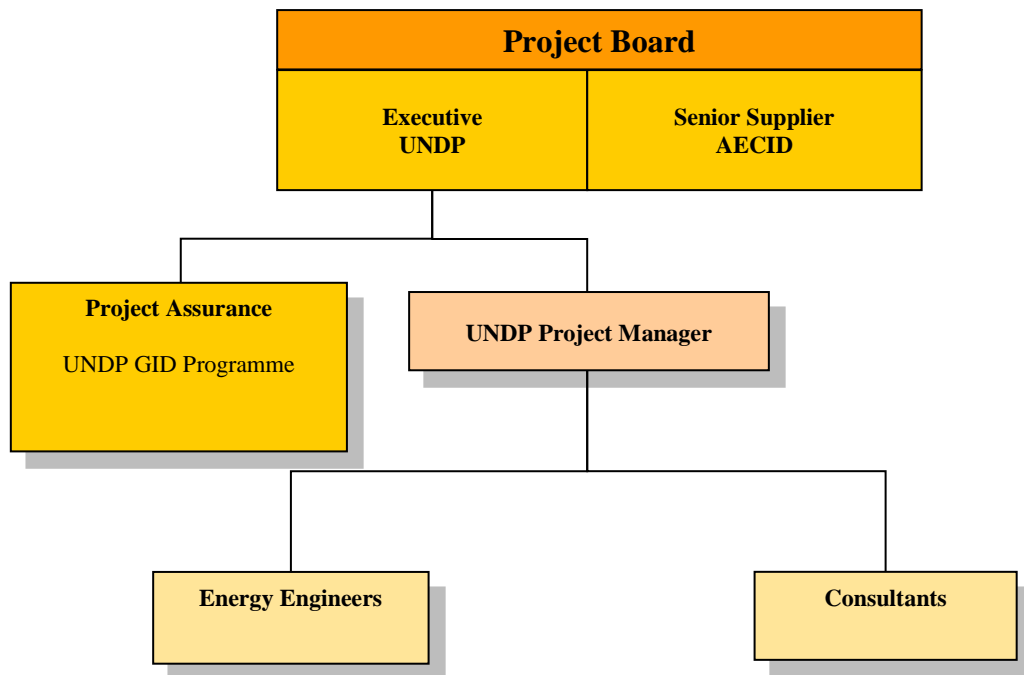 Project Board
Executive
UNDP
Senior Supplier
AECID
Project Assurance
UNDP GID Programme
UNDP Project Manager
Energy Engineers
Consultants